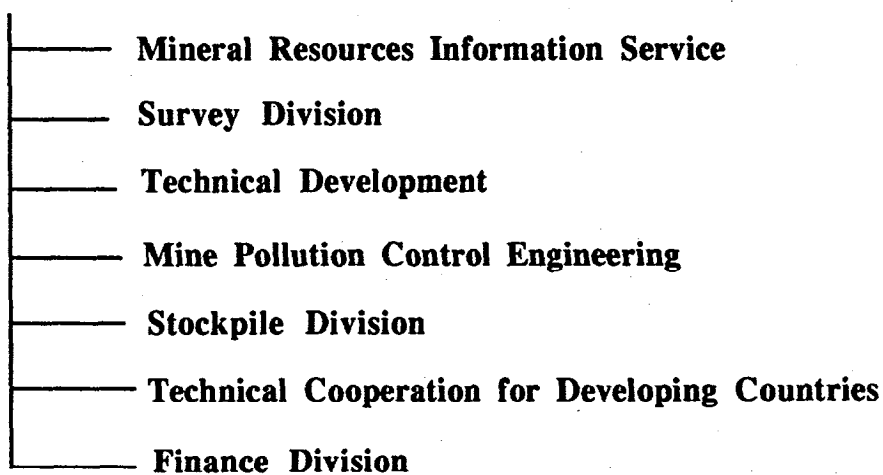 Mineral Resources Information Service
Survey Division
Technical Development
Mine Pollution Control Engineering
Stockpile Division
Technical Cooperation for Developing Countries
Finance Division